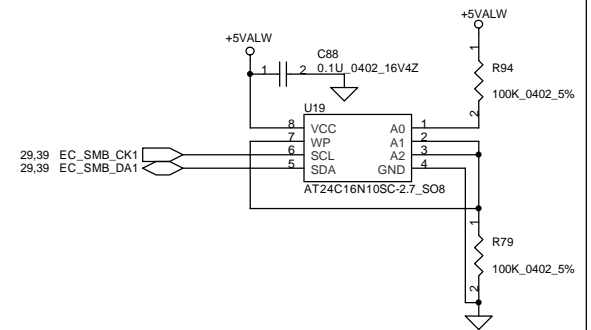 +5VALW
+5VALW
C88
1 2 0.1U_0402_16V4Z
1
R94
100K_0402_5%
2
U19
8 VCC A0 1
7 WP A1 2
29,39 EC_SMB_CK1 6 SCL A2 3
29,39 EC_SMB_DA1 5 SDA GND 4
AT24C16N10SC-2.7_SO8
1
R79
100K_0402_5%
2